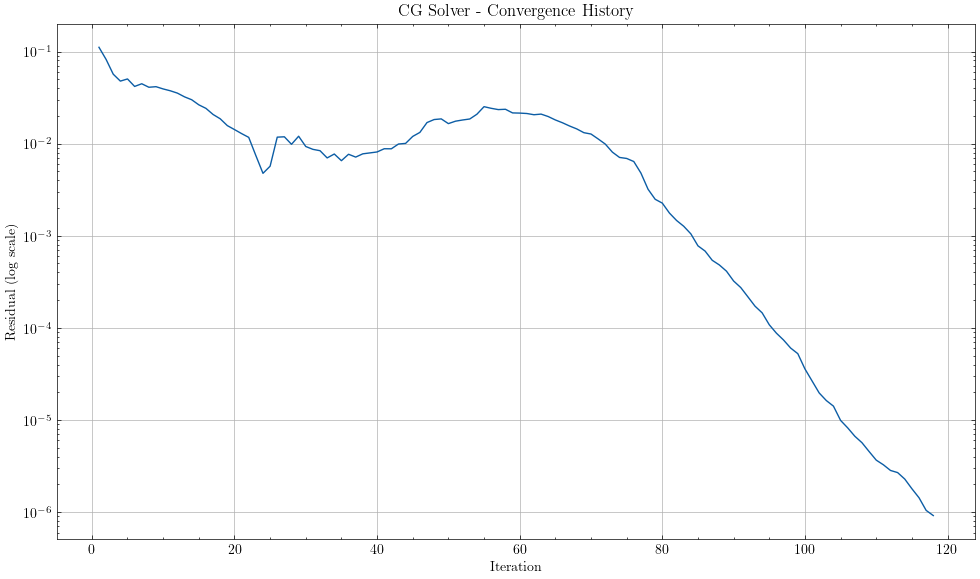 CG Solver - Convergence History
Residual (log scale)
10⁻¹
10⁻²
10⁻³
10⁻⁴
10⁻⁵
10⁻⁶
0 20 40 60 80 100 120
Iteration